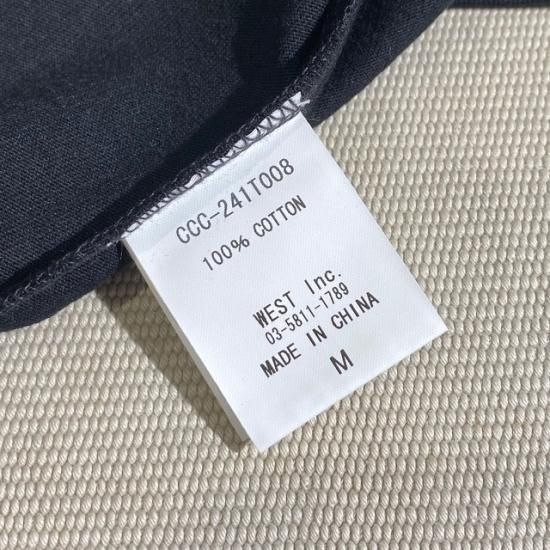 CCC-241T008
100% COTTON
WEST Inc.
03-5811-1789
MADE IN CHINA
M